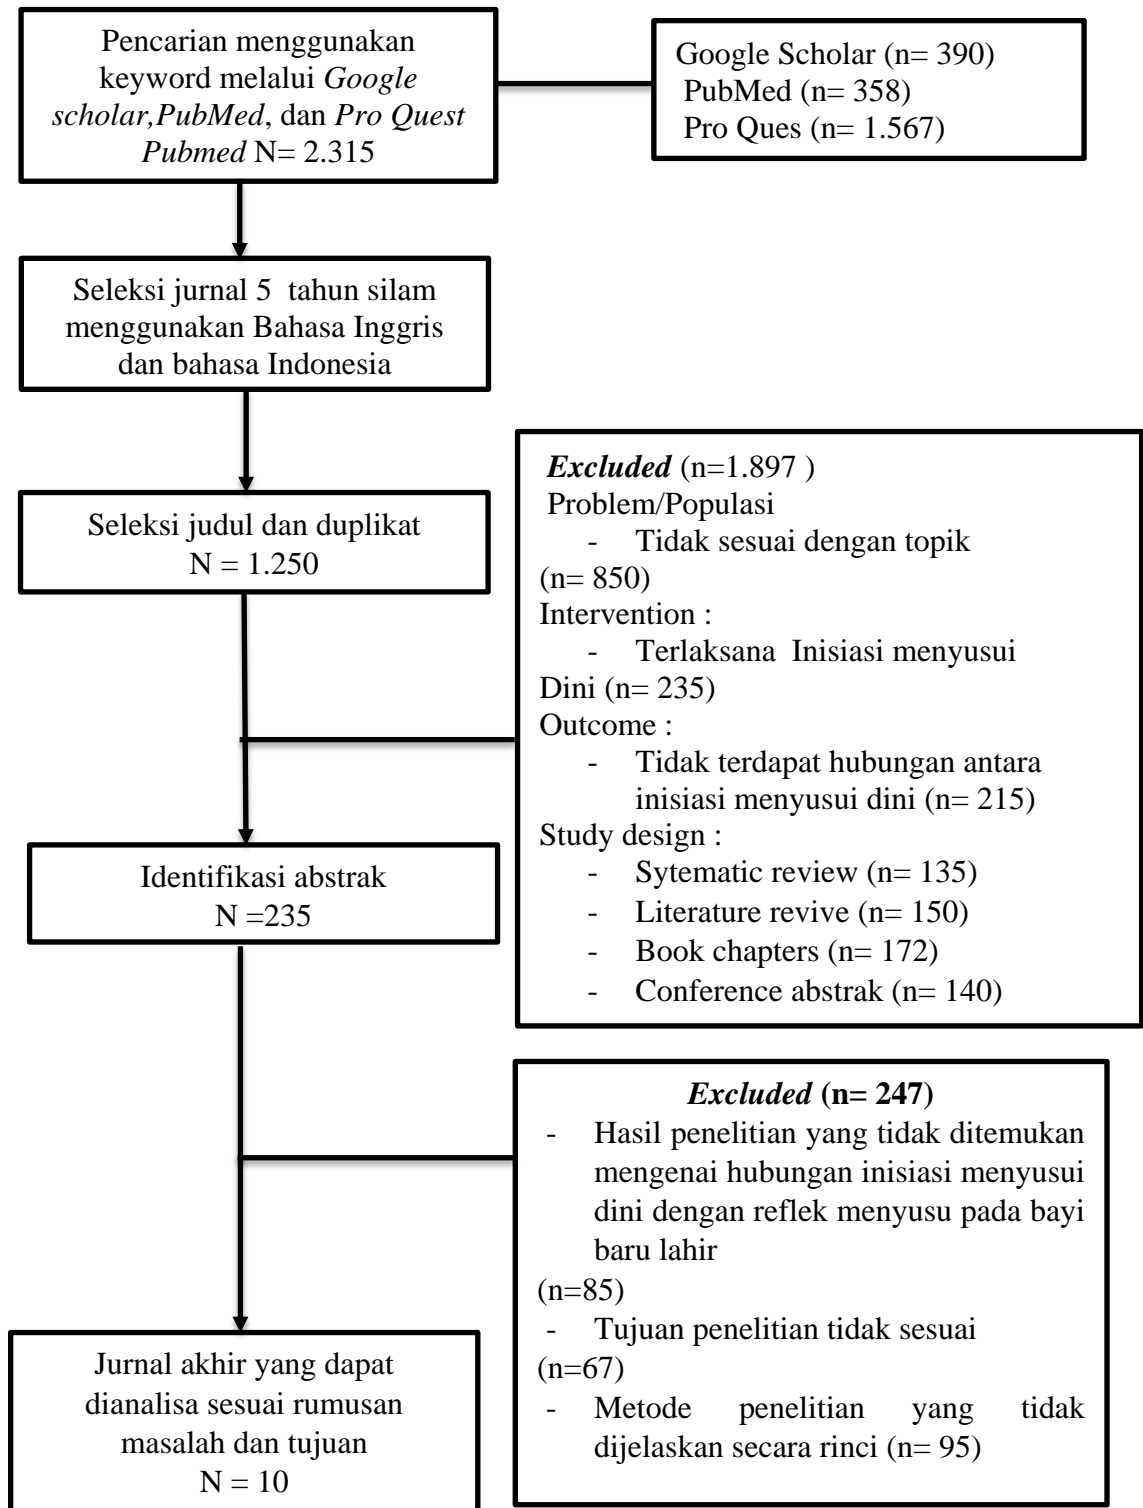 Pencarian menggunakan
keyword melalui Google
scholar,PubMed, dan Pro Quest
Pubmed N= 2.315
Google Scholar (n= 390)
PubMed (n= 358)
Pro Ques (n= 1.567)
Seleksi jurnal 5 tahun silam
menggunakan Bahasa Inggris
dan bahasa Indonesia
Seleksi judul dan duplikat
N = 1.250
Excluded (n=1.897 )
Problem/Populasi
- Tidak sesuai dengan topik
(n= 850)
Intervention :
- Terlaksana Inisiasi menyusui
Dini (n= 235)
Outcome :
- Tidak terdapat hubungan antara
inisiasi menyusui dini (n= 215)
Study design :
- Sytematic review (n= 135)
- Literature revive (n= 150)
- Book chapters (n= 172)
- Conference abstrak (n= 140)
Identifikasi abstrak
N =235
Excluded (n= 247)
- Hasil penelitian yang tidak ditemukan
mengenai hubungan inisiasi menyusui
dini dengan reflek menyusu pada bayi
baru lahir
(n=85)
- Tujuan penelitian tidak sesuai
(n=67)
- Metode penelitian yang tidak
dijelaskan secara rinci (n= 95)
Jurnal akhir yang dapat
dianalisa sesuai rumusan
masalah dan tujuan
N = 10